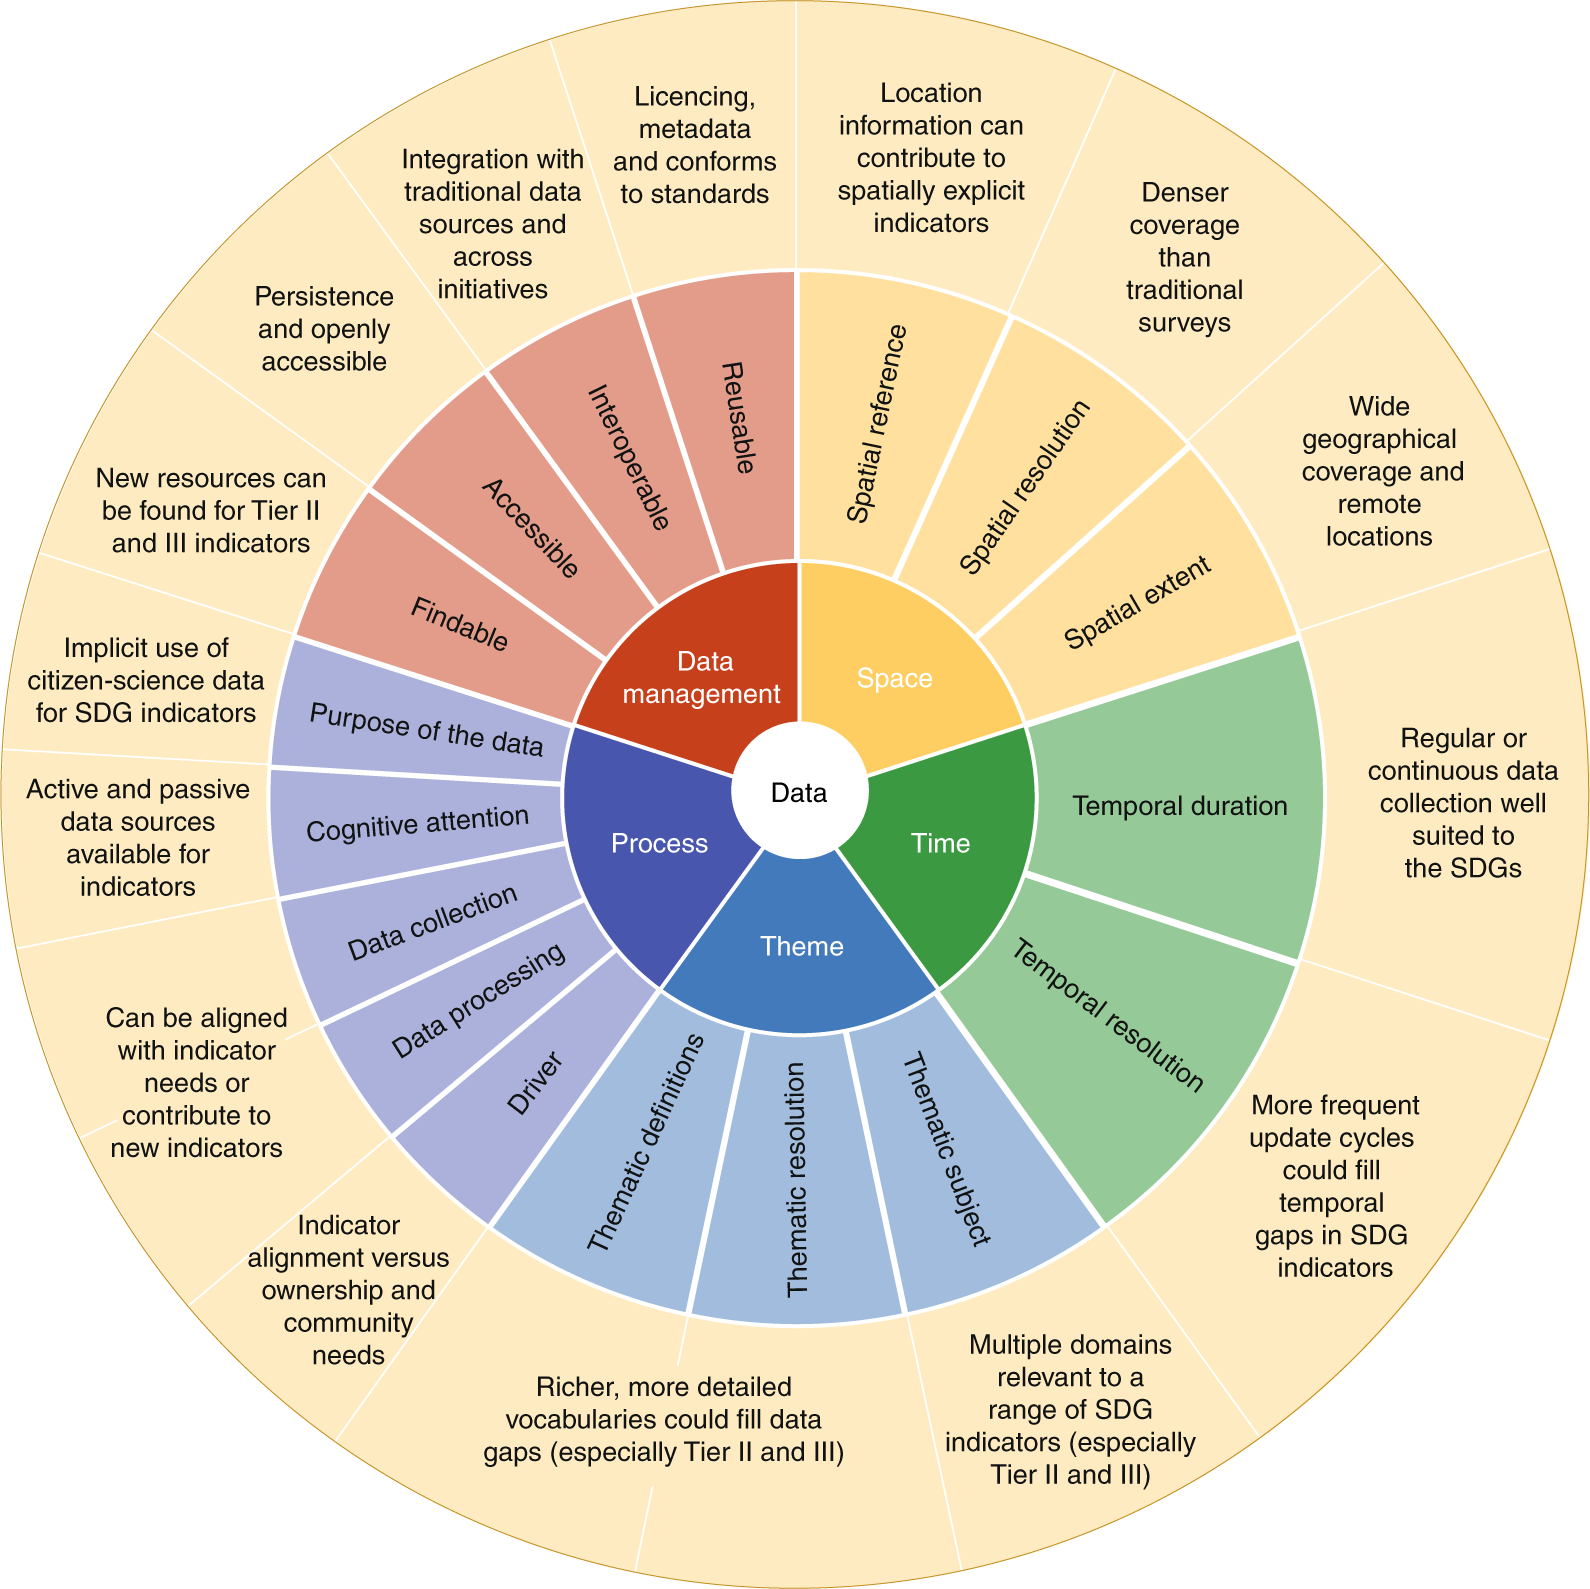 Data
Data
management
Space
Time
Theme
Process
Reusable
Interoperable
Accessible
Findable
Spatial reference
Spatial resolution
Spatial extent
Temporal duration
Temporal resolution
Thematic subject
Thematic resolution
Thematic definitions
Driver
Data processing
Data collection
Cognitive attention
Purpose of the data
Licencing,
metadata
and conforms
to standards
Location
information can
contribute to
spatially explicit
indicators
Denser
coverage
than
traditional
surveys
Wide
geographical
coverage and
remote
locations
Regular or
continuous data
collection well
suited to
the SDGs
More frequent
update cycles
could fill
temporal
gaps in SDG
indicators
Multiple domains
relevant to a
range of SDG
indicators (especially
Tier II and III)
Richer, more detailed
vocabularies could fill data
gaps (especially Tier II and III)
Indicator
alignment versus
ownership and
community
needs
Can be aligned
with indicator
needs or
contribute to
new indicators
Active and passive
data sources
available for
indicators
Implicit use of
citizen-science data
for SDG indicators
New resources can
be found for Tier II
and III indicators
Persistence
and openly
accessible
Integration with
traditional data
sources and
across
initiatives